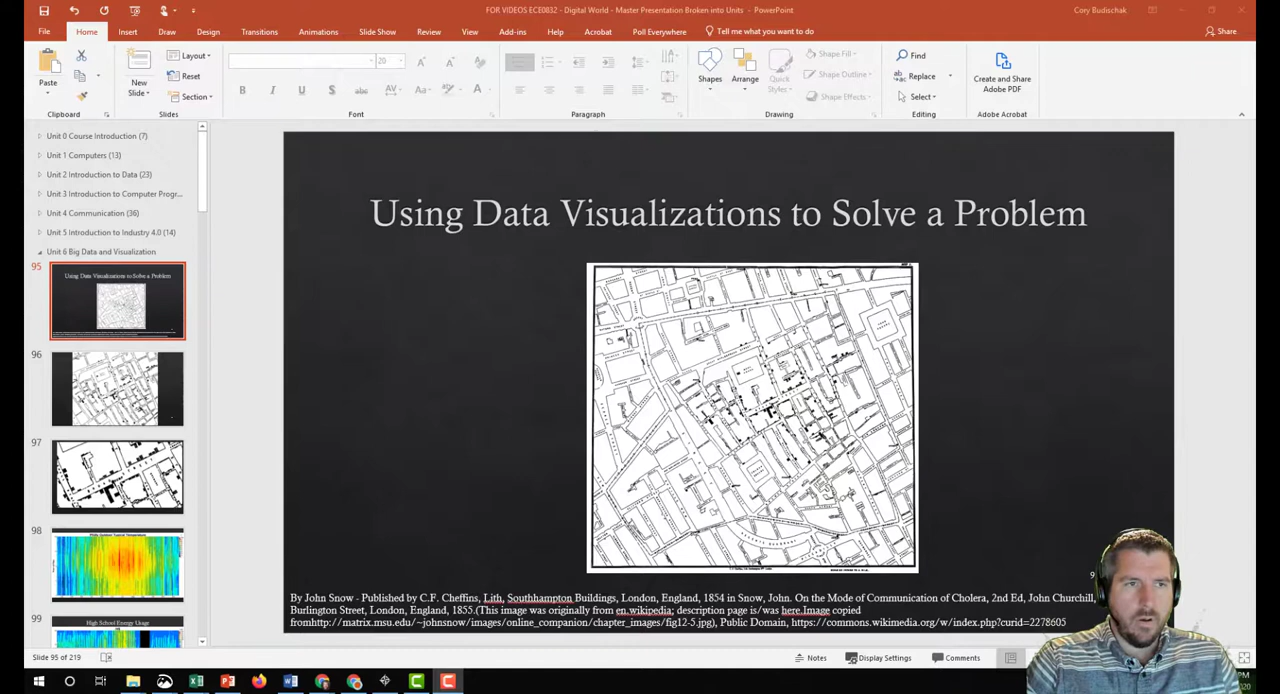 FOR VIDEOS ECE0832 - Digital World - Master Presentation Broken into Units - PowerPoint
Cory Budischak
File Home Insert Draw Design Transitions Animations Slide Show Review View Add-ins Help Acrobat Poll Everywhere Tell me what you want to do Share
Paste
New Slide
Layout
Reset
Section
20
Shapes
Arrange
Quick Styles
Shape Fill
Shape Outline
Shape Effects
Find
Replace
Select
Create and Share Adobe PDF
Clipboard Slides Font Paragraph Drawing Editing Adobe Acrobat
Unit 0 Course Introduction (7)
Unit 1 Computers (13)
Unit 2 Introduction to Data (23)
Unit 3 Introduction to Computer Progr...
Unit 4 Communication (36)
Unit 5 Introduction to Industry 4.0 (14)
Unit 6 Big Data and Visualization
95
Using Data Visualizations to Solve a Problem
96
97
98
99
High School Energy Usage
Using Data Visualizations to Solve a Problem
By John Snow - Published by C.F. Cheffins, Lith, Southhampton Buildings, London, England, 1854 in Snow, John. On the Mode of Communication of Cholera, 2nd Ed, John Churchill,
Burlington Street, London, England, 1855.(This image was originally from en.wikipedia; description page is/was here.Image copied
fromhttp://matrix.msu.edu/~johnsnow/images/online_companion/chapter_images/fig12-5.jpg), Public Domain, https://commons.wikimedia.org/w/index.php?curid=2278605
Slide 95 of 219
Notes Display Settings Comments